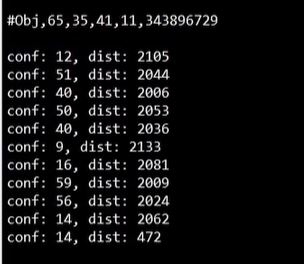 #Obj,65,35,41,11,343896729
conf: 12, dist: 2105
conf: 51, dist: 2044
conf: 40, dist: 2006
conf: 50, dist: 2053
conf: 40, dist: 2036
conf: 9, dist: 2133
conf: 16, dist: 2081
conf: 59, dist: 2009
conf: 56, dist: 2024
conf: 14, dist: 2062
conf: 14, dist: 472